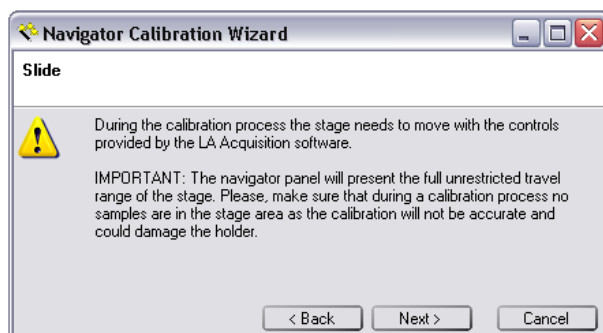 Navigator Calibration Wizard
Slide
During the calibration process the stage needs to move with the controls
provided by the LA Acquisition software.
IMPORTANT: The navigator panel will present the full unrestricted travel
range of the stage. Please, make sure that during a calibration process no
samples are in the stage area as the calibration will not be accurate and
could damage the holder.
< Back Next > Cancel